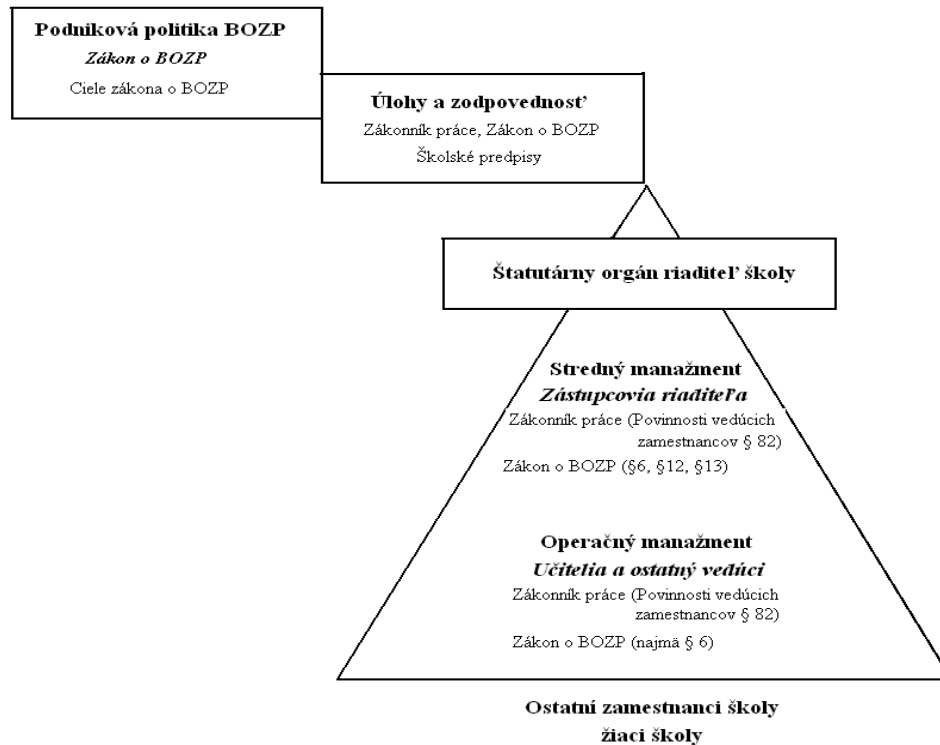 Podniková politika BOZP
Zákon o BOZP
Ciele zákona o BOZP
Úlohy a zodpovednosť
Zákonník práce, Zákon o BOZP
Školské predpisy
Štatutárny orgán riaditeľ školy
Stredný manažment
Zástupcovia riaditeľa
Zákonník práce (Povinnosti vedúcich
zamestnancov § 82)
Zákon o BOZP (§6, §12, §13)
Operačný manažment
Učitelia a ostatný vedúci
Zákonník práce (Povinnosti vedúcich
zamestnancov § 82)
Zákon o BOZP (najmä § 6)
Ostatní zamestnanci školy
žiaci školy